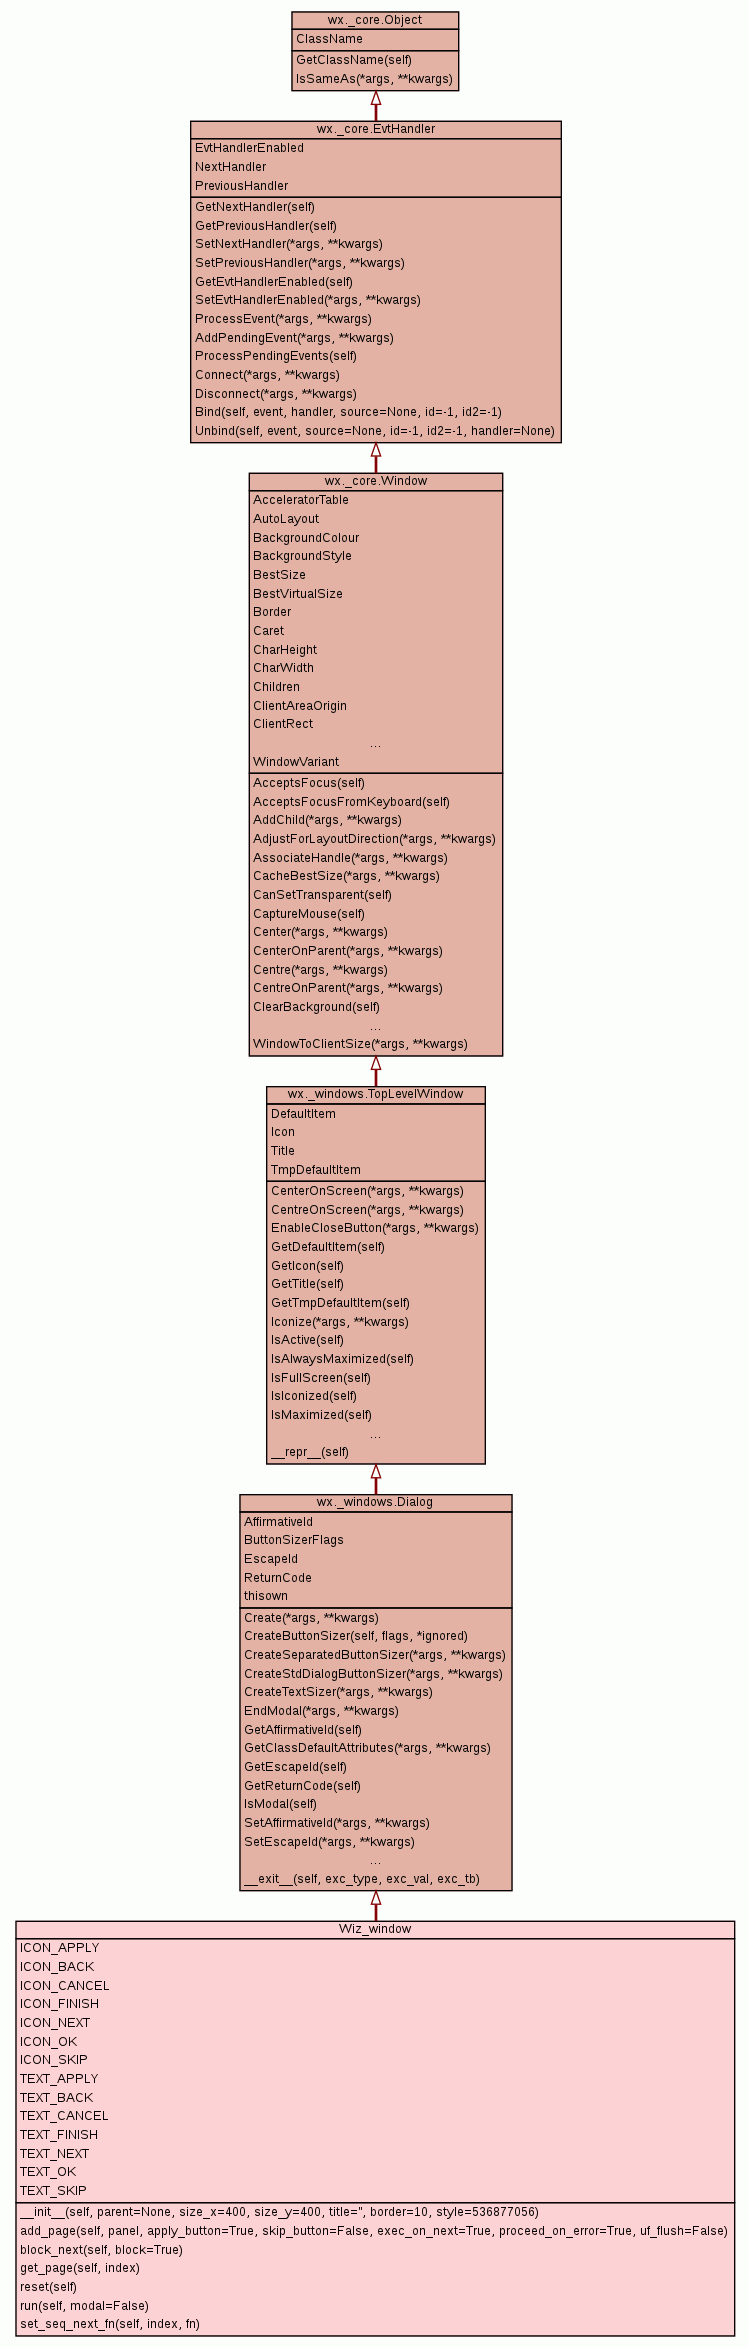 wx._core.Object
ClassName
GetClassName(self)
IsSameAs(*args, **kwargs)
wx._core.EvtHandler
EvtHandlerEnabled
NextHandler
PreviousHandler
GetNextHandler(self)
GetPreviousHandler(self)
SetNextHandler(*args, **kwargs)
SetPreviousHandler(*args, **kwargs)
GetEvtHandlerEnabled(self)
SetEvtHandlerEnabled(*args, **kwargs)
ProcessEvent(*args, **kwargs)
AddPendingEvent(*args, **kwargs)
ProcessPendingEvents(self)
Connect(*args, **kwargs)
Disconnect(*args, **kwargs)
Bind(self, event, handler, source=None, id=-1, id2=-1)
Unbind(self, event, source=None, id=-1, id2=-1, handler=None)
wx._core.Window
AcceleratorTable
AutoLayout
BackgroundColour
BackgroundStyle
BestSize
BestVirtualSize
Border
Caret
CharHeight
CharWidth
Children
ClientAreaOrigin
ClientRect
...
WindowVariant
AcceptsFocus(self)
AcceptsFocusFromKeyboard(self)
AddChild(*args, **kwargs)
AdjustForLayoutDirection(*args, **kwargs)
AssociateHandle(*args, **kwargs)
CacheBestSize(*args, **kwargs)
CanSetTransparent(self)
CaptureMouse(self)
Center(*args, **kwargs)
CenterOnParent(*args, **kwargs)
Centre(*args, **kwargs)
CentreOnParent(*args, **kwargs)
ClearBackground(self)
...
WindowToClientSize(*args, **kwargs)
wx._windows.TopLevelWindow
DefaultItem
Icon
Title
TmpDefaultItem
CenterOnScreen(*args, **kwargs)
CentreOnScreen(*args, **kwargs)
EnableCloseButton(*args, **kwargs)
GetDefaultItem(self)
GetIcon(self)
GetTitle(self)
GetTmpDefaultItem(self)
Iconize(*args, **kwargs)
IsActive(self)
IsAlwaysMaximized(self)
IsFullScreen(self)
IsIconized(self)
IsMaximized(self)
...
__repr__(self)
wx._windows.Dialog
AffirmativeId
ButtonSizerFlags
EscapeId
ReturnCode
thisown
Create(*args, **kwargs)
CreateButtonSizer(self, flags, *ignored)
CreateSeparatedButtonSizer(*args, **kwargs)
CreateStdDialogButtonSizer(*args, **kwargs)
CreateTextSizer(*args, **kwargs)
EndModal(*args, **kwargs)
GetAffirmativeId(self)
GetClassDefaultAttributes(*args, **kwargs)
GetEscapeId(self)
GetReturnCode(self)
IsModal(self)
SetAffirmativeId(*args, **kwargs)
SetEscapeId(*args, **kwargs)
...
__exit__(self, exc_type, exc_val, exc_tb)
Wiz_window
ICON_APPLY
ICON_BACK
ICON_CANCEL
ICON_FINISH
ICON_NEXT
ICON_OK
ICON_SKIP
TEXT_APPLY
TEXT_BACK
TEXT_CANCEL
TEXT_FINISH
TEXT_NEXT
TEXT_OK
TEXT_SKIP
__init__(self, parent=None, size_x=400, size_y=400, title='', border=10, style=536877056)
add_page(self, panel, apply_button=True, skip_button=False, exec_on_next=True, proceed_on_error=True, uf_flush=False)
block_next(self, block=True)
get_page(self, index)
reset(self)
run(self, modal=False)
set_seq_next_fn(self, index, fn)